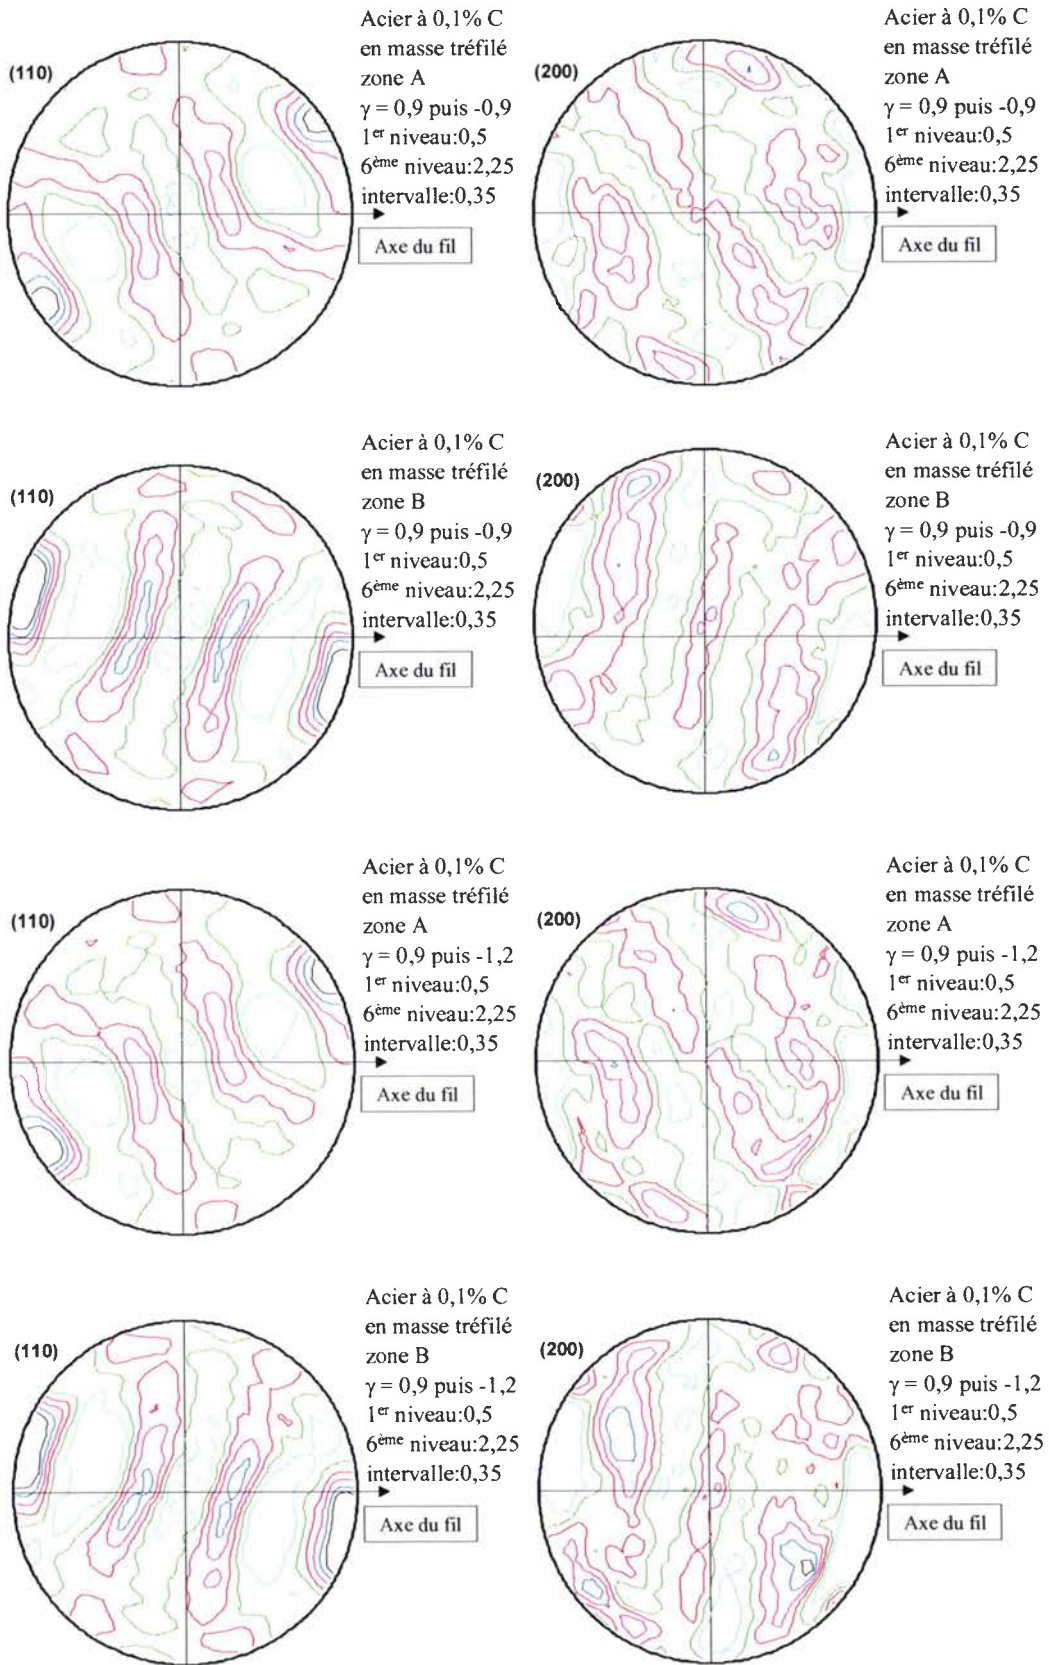 (110)
Acier à 0,1% C
en masse tréfilé
zone A
γ = 0,9 puis -0,9
1er niveau:0,5
6ème niveau:2,25
intervalle:0,35
Axe du fil
(200)
Acier à 0,1% C
en masse tréfilé
zone A
γ = 0,9 puis -0,9
1er niveau:0,5
6ème niveau:2,25
intervalle:0,35
Axe du fil
(110)
Acier à 0,1% C
en masse tréfilé
zone B
γ = 0,9 puis -0,9
1er niveau:0,5
6ème niveau:2,25
intervalle:0,35
Axe du fil
(200)
Acier à 0,1% C
en masse tréfilé
zone B
γ = 0,9 puis -0,9
1er niveau:0,5
6ème niveau:2,25
intervalle:0,35
Axe du fil
(110)
Acier à 0,1% C
en masse tréfilé
zone A
γ = 0,9 puis -1,2
1er niveau:0,5
6ème niveau:2,25
intervalle:0,35
Axe du fil
(200)
Acier à 0,1% C
en masse tréfilé
zone A
γ = 0,9 puis -1,2
1er niveau:0,5
6ème niveau:2,25
intervalle:0,35
Axe du fil
(110)
Acier à 0,1% C
en masse tréfilé
zone B
γ = 0,9 puis -1,2
1er niveau:0,5
6ème niveau:2,25
intervalle:0,35
Axe du fil
(200)
Acier à 0,1% C
en masse tréfilé
zone B
γ = 0,9 puis -1,2
1er niveau:0,5
6ème niveau:2,25
intervalle:0,35
Axe du fil